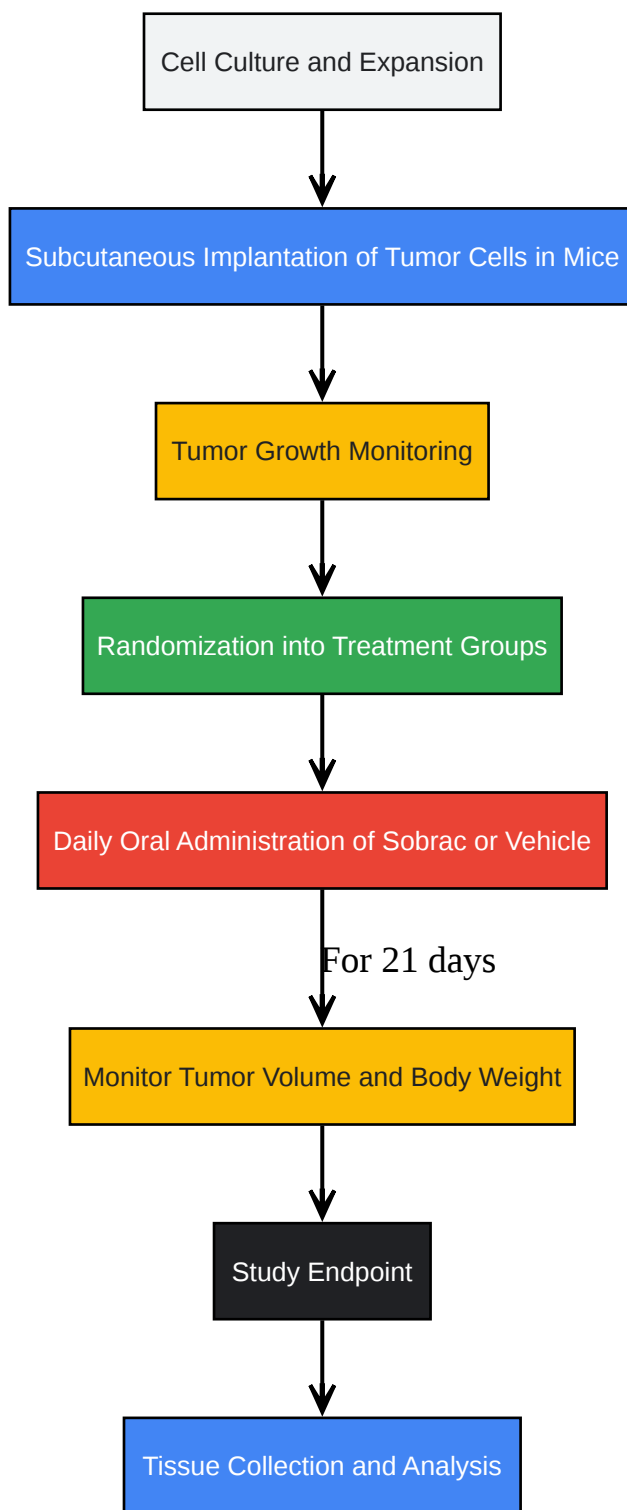 Cell Culture and Expansion
Subcutaneous Implantation of Tumor Cells in Mice
Tumor Growth Monitoring
Randomization into Treatment Groups
Daily Oral Administration of Sobrac or Vehicle
For 21 days
Monitor Tumor Volume and Body Weight
Study Endpoint
Tissue Collection and Analysis